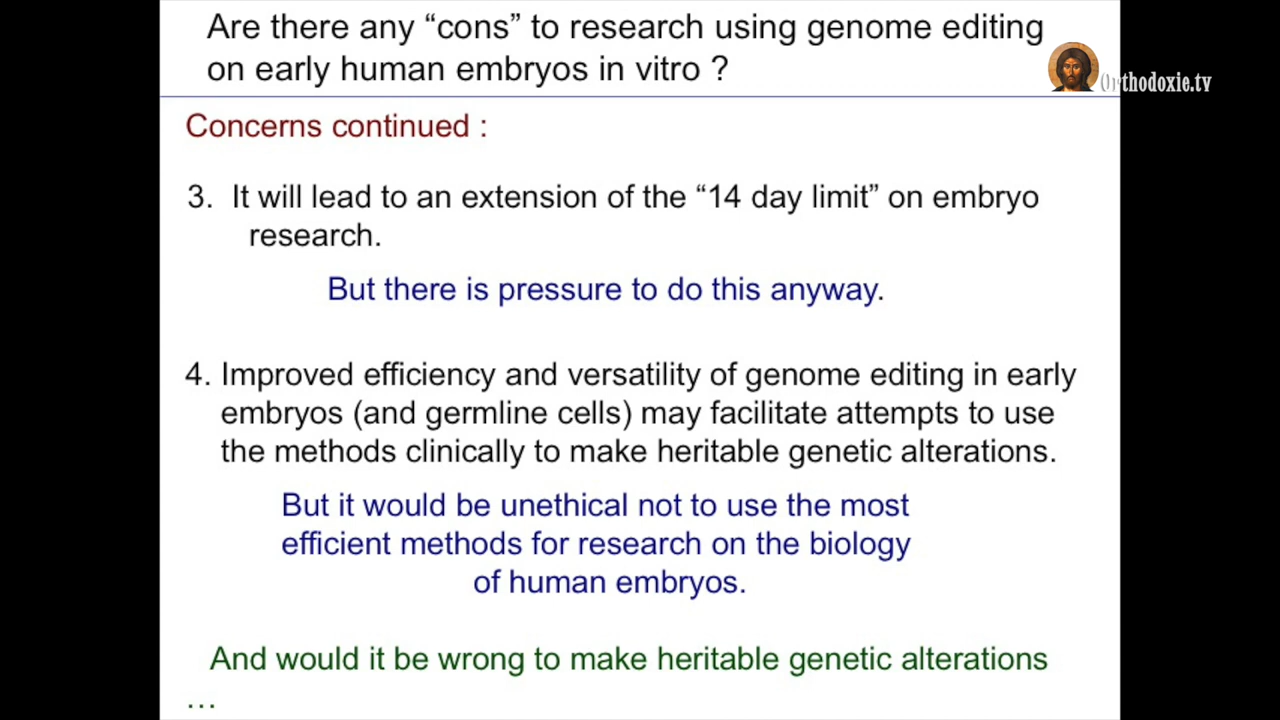 Are there any “cons” to research using genome editing
on early human embryos in vitro ?
Orthodoxie.tv
Concerns continued :
3. It will lead to an extension of the “14 day limit” on embryo
research.
But there is pressure to do this anyway.
4. Improved efficiency and versatility of genome editing in early
embryos (and germline cells) may facilitate attempts to use
the methods clinically to make heritable genetic alterations.
But it would be unethical not to use the most
efficient methods for research on the biology
of human embryos.
And would it be wrong to make heritable genetic alterations
…